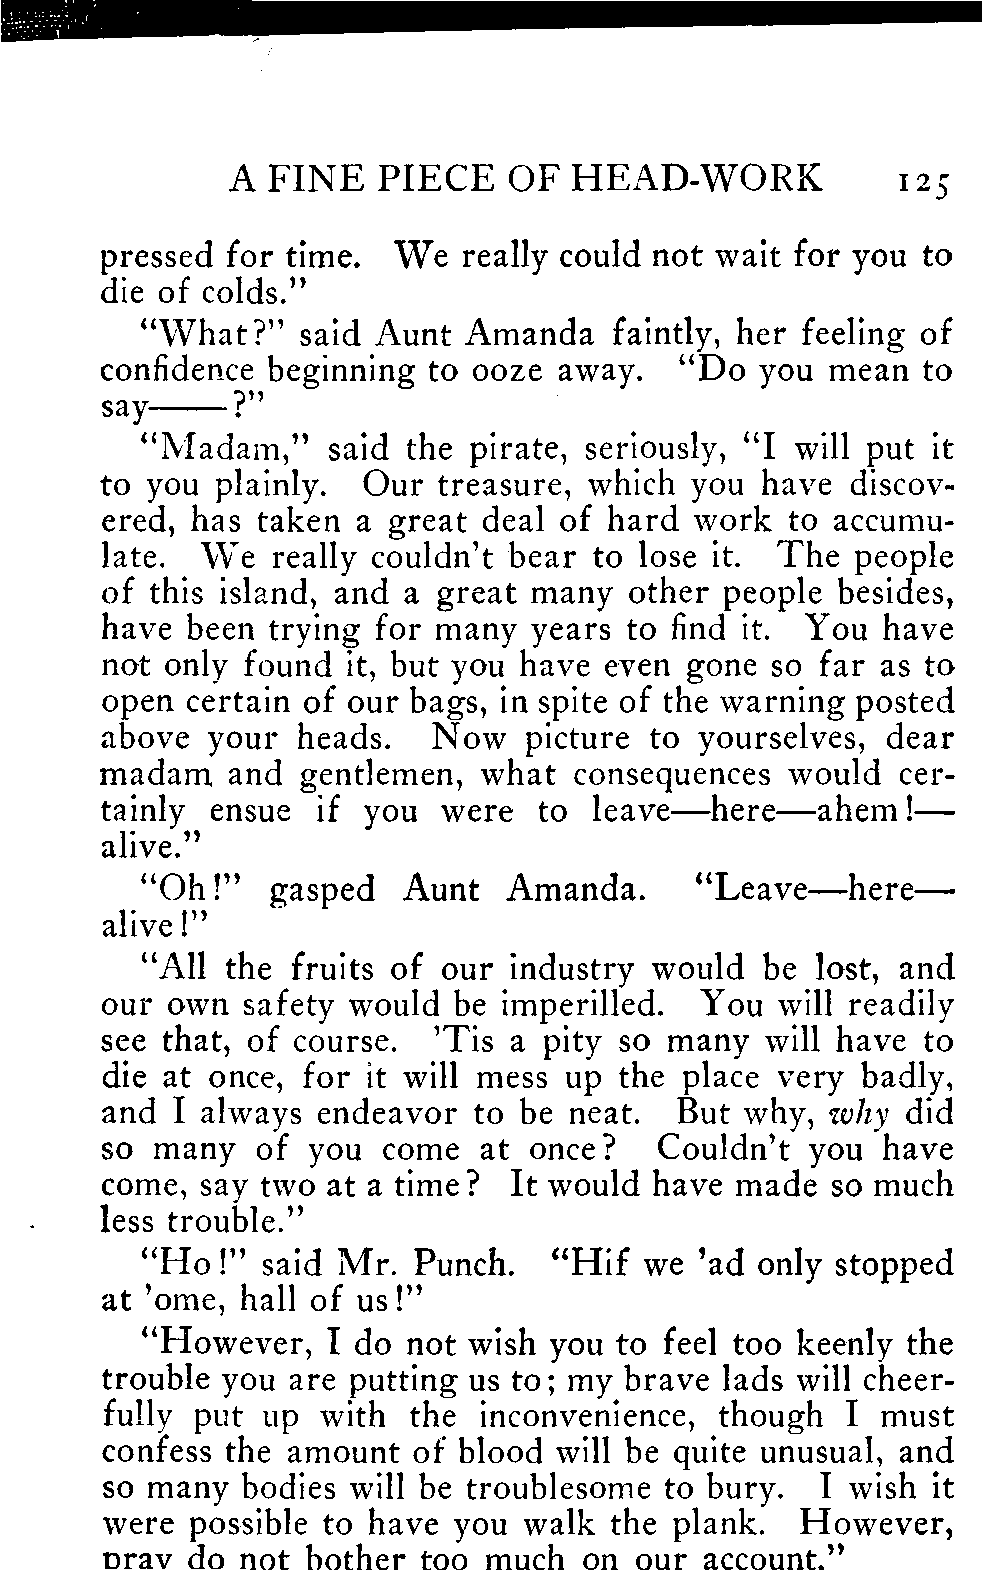 A FINE PIECE OF HEAD-WORK 125
pressed for time. We really could not wait for you to
die of colds."
"What?" said Aunt Amanda faintly, her feeling of
confidence beginning to ooze away. "Do you mean to
say——?"
"Madam," said the pirate, seriously, "I will put it
to you plainly. Our treasure, which you have discov-
ered, has taken a great deal of hard work to accumu-
late. We really couldn't bear to lose it. The people
of this island, and a great many other people besides,
have been trying for many years to find it. You have
not only found it, but you have even gone so far as to
open certain of our bags, in spite of the warning posted
above your heads. Now picture to yourselves, dear
madam and gentlemen, what consequences would cer-
tainly ensue if you were to leave—here—ahem!—
alive."
"Oh!" gasped Aunt Amanda. "Leave—here—
alive!"
"All the fruits of our industry would be lost, and
our own safety would be imperilled. You will readily
see that, of course. 'Tis a pity so many will have to
die at once, for it will mess up the place very badly,
and I always endeavor to be neat. But why, why did
so many of you come at once? Couldn't you have
come, say two at a time? It would have made so much
less trouble."
"Ho!" said Mr. Punch. "Hif we 'ad only stopped
at 'ome, hall of us!"
"However, I do not wish you to feel too keenly the
trouble you are putting us to; my brave lads will cheer-
fully put up with the inconvenience, though I must
confess the amount of blood will be quite unusual, and
so many bodies will be troublesome to bury. I wish it
were possible to have you walk the plank. However,
pray do not bother too much on our account."